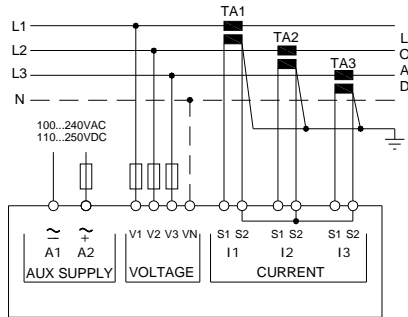 TA1
L1
TA2
L2
L
TA3
O
L3
A
N
D
100...240VAC
110...250VDC
V1 V2 V3 VN S1 S2 S1 S2 S1 S2
A1 A2 I1 I2 I3
AUX SUPPLY VOLTAGE CURRENT